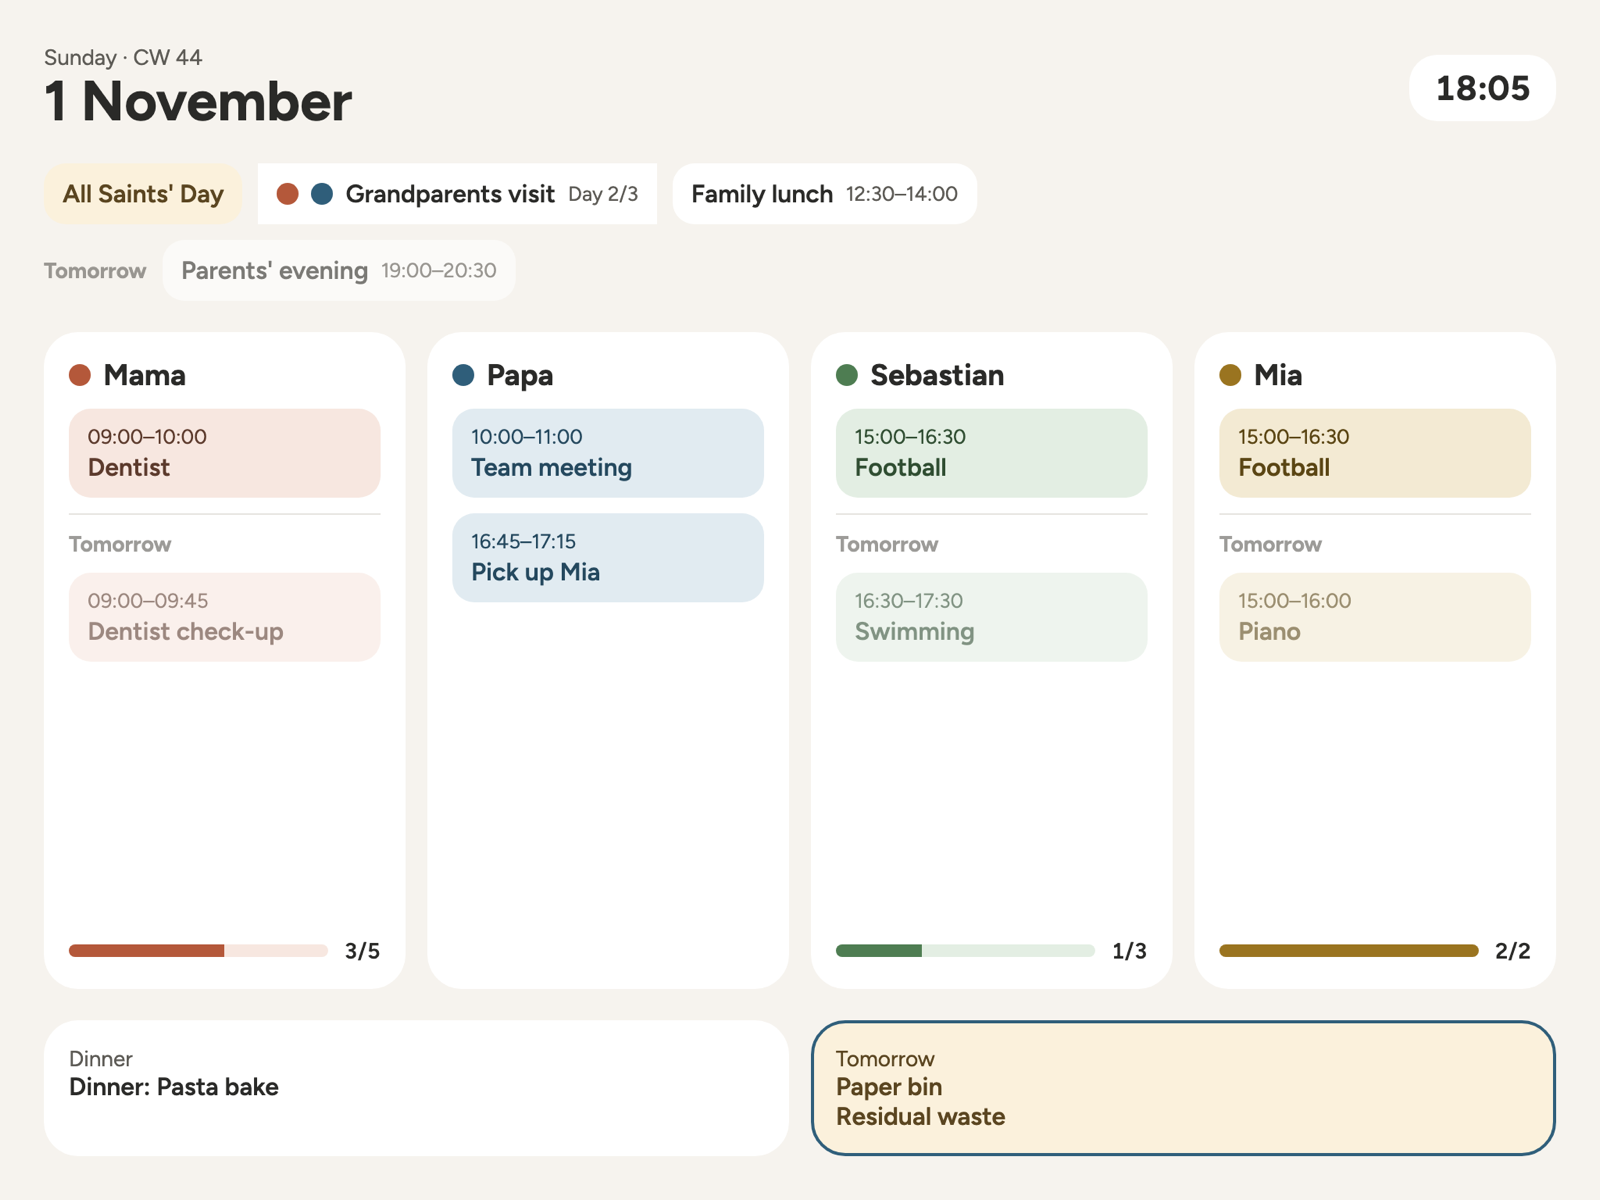 Sunday · CW 44
1 November
18:05
All Saints' Day
Grandparents visit Day 2/3
Family lunch 12:30–14:00
Tomorrow
Parents' evening 19:00–20:30
Mama
09:00–10:00
Dentist
Tomorrow
09:00–09:45
Dentist check-up
3/5
Papa
10:00–11:00
Team meeting
16:45–17:15
Pick up Mia
Sebastian
15:00–16:30
Football
Tomorrow
16:30–17:30
Swimming
1/3
Mia
15:00–16:30
Football
Tomorrow
15:00–16:00
Piano
2/2
Dinner
Dinner: Pasta bake
Tomorrow
Paper bin
Residual waste